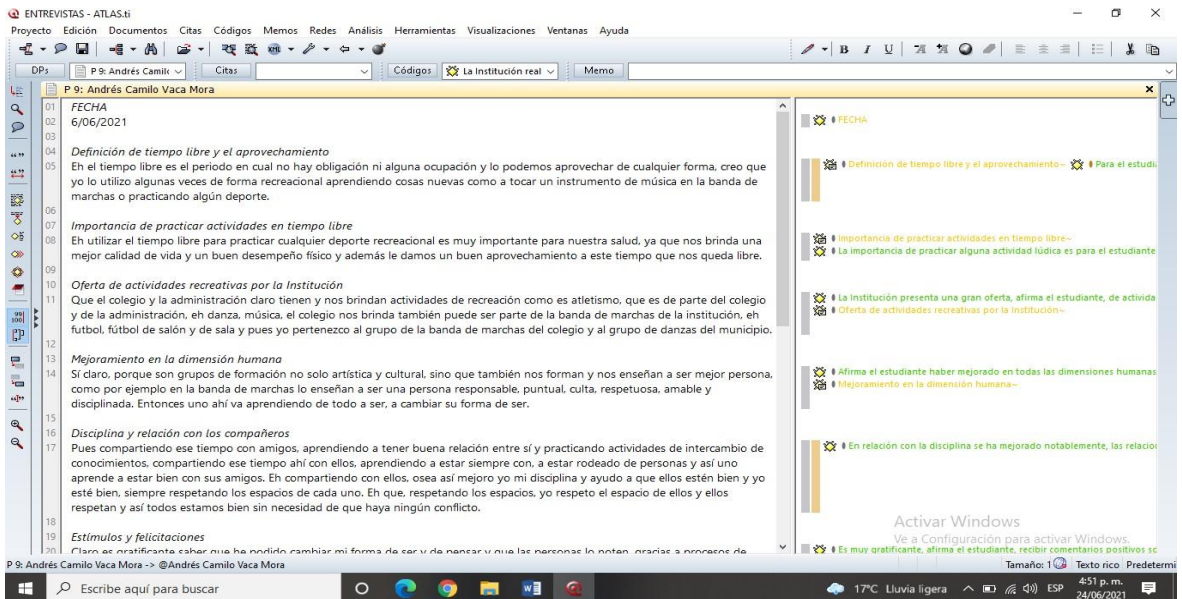 ENTREVISTAS - ATLAS.ti
Proyecto Edición Documentos Citas Códigos Memos Redes Análisis Herramientas Visualizaciones Ventanas Ayuda
DPs P 9: Andrés Camilo Citas Códigos La Institución real Memo
P 9: Andrés Camilo Vaca Mora
01 FECHA
02 6/06/2021
03
04 Definición de tiempo libre y el aprovechamiento
05 Eh el tiempo libre es el periodo en cual no hay obligación ni alguna ocupación y lo podemos aprovechar de cualquier forma, creo que
yo lo utilizo algunas veces de forma recreacional aprendiendo cosas nuevas como a tocar un instrumento de música en la banda de
marchas o practicando algún deporte.
06
07 Importancia de practicar actividades en tiempo libre
08 Eh utilizar el tiempo libre para practicar cualquier deporte recreacional es muy importante para nuestra salud, ya que nos brinda una
mejor calidad de vida y un buen desempeño físico y además le damos un buen aprovechamiento a este tiempo que nos queda libre.
09
10 Oferta de actividades recreativas por la Institución
11 Que el colegio y la administración claro tienen y nos brindan actividades de recreación como es atletismo, que es de parte del colegio
y de la administración, eh danza, música, el colegio nos brinda también puede ser parte de la banda de marchas de la institución, eh
futbol, fútbol de salón y de sala y pues yo pertenezco al grupo de la banda de marchas del colegio y al grupo de danzas del municipio.
12
13 Mejoramiento en la dimensión humana
14 Sí claro, porque son grupos de formación no solo artística y cultural, sino que también nos forman y nos enseñan a ser mejor persona,
como por ejemplo en la banda de marchas lo enseñan a ser una persona responsable, puntual, culta, respetuosa, amable y
disciplinada. Entonces uno ahí va aprendiendo de todo a ser, a cambiar su forma de ser.
15
16 Disciplina y relación con los compañeros
17 Pues compartiendo ese tiempo con amigos, aprendiendo a tener buena relación entre sí y practicando actividades de intercambio de
conocimientos, compartiendo ese tiempo ahí con ellos, aprendiendo a estar siempre con, a estar rodeado de personas y así uno
aprende a estar bien con sus amigos. Eh compartiendo con ellos, osea así mejoro yo mi disciplina y ayudo a que ellos estén bien y yo
esté bien, siempre respetando los espacios de cada uno. Eh que, respetando los espacios, yo respeto el espacio de ellos y ellos
respetan y así todos estamos bien sin necesidad de que haya ningún conflicto.
18
19 Estímulos y felicitaciones
20 Claro es gratificante saber que he podido cambiar mi forma de ser y de pensar y que las personas lo noten, gracias a procesos de
FECHA
Definición de tiempo libre y el aprovechamiento~ Para el estudi
Importancia de practicar actividades en tiempo libre~
La importancia de practicar alguna actividad lúdica es para el estudiante
La Institución presenta una gran oferta, afirma el estudiante, de activida
Oferta de actividades recreativas por la Institución~
Afirma el estudiante haber mejorado en todas las dimensiones humanas
Mejoramiento en la dimensión humana~
En relación con la disciplina se ha mejorado notablemente, las relacio
Es muy gratificante, afirma el estudiante, recibir comentarios positivos so
Activar Windows
Ve a Configuración para activar Windows.
P 9: Andrés Camilo Vaca Mora -> @Andrés Camilo Vaca Mora
Tamaño: 1 Texto rico Predetermi
Escribe aquí para buscar
17°C Lluvia ligera ESP 4:51 p. m.
24/06/2021